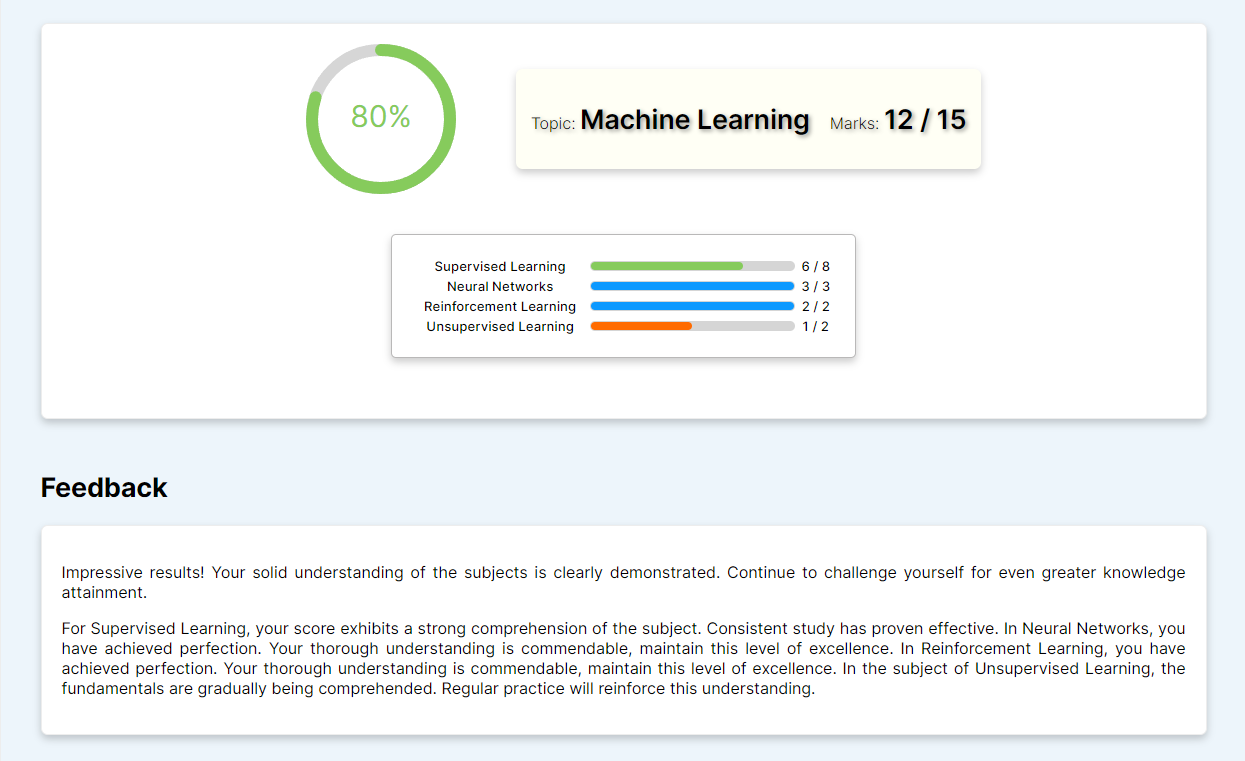 80%
Topic: Machine Learning Marks: 12 / 15
Supervised Learning 6 / 8
Neural Networks 3 / 3
Reinforcement Learning 2 / 2
Unsupervised Learning 1 / 2
Feedback
Impressive results! Your solid understanding of the subjects is clearly demonstrated. Continue to challenge yourself for even greater knowledge
attainment.
For Supervised Learning, your score exhibits a strong comprehension of the subject. Consistent study has proven effective. In Neural Networks, you
have achieved perfection. Your thorough understanding is commendable, maintain this level of excellence. In Reinforcement Learning, you have
achieved perfection. Your thorough understanding is commendable, maintain this level of excellence. In the subject of Unsupervised Learning, the
fundamentals are gradually being comprehended. Regular practice will reinforce this understanding.